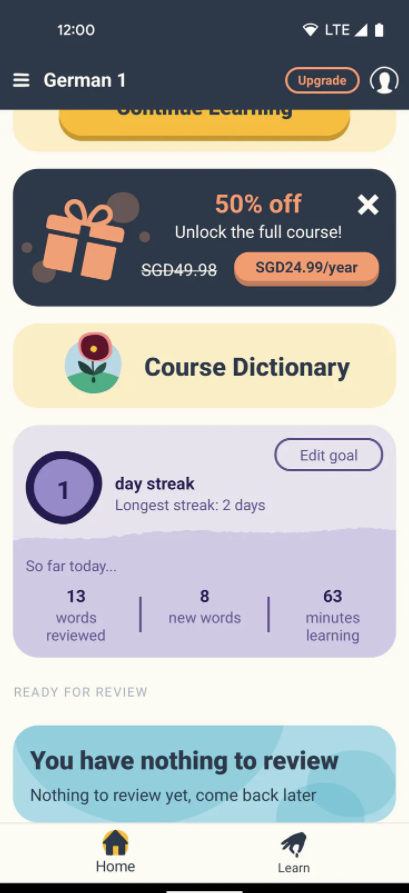 12:00
LTE
German 1
Upgrade
Continue Learning
50% off
Unlock the full course!
SGD49.98
SGD24.99/year
Course Dictionary
Edit goal
1
day streak
Longest streak: 2 days
So far today...
13
words
reviewed
8
new words
63
minutes
learning
READY FOR REVIEW
You have nothing to review
Nothing to review yet, come back later
Home
Learn